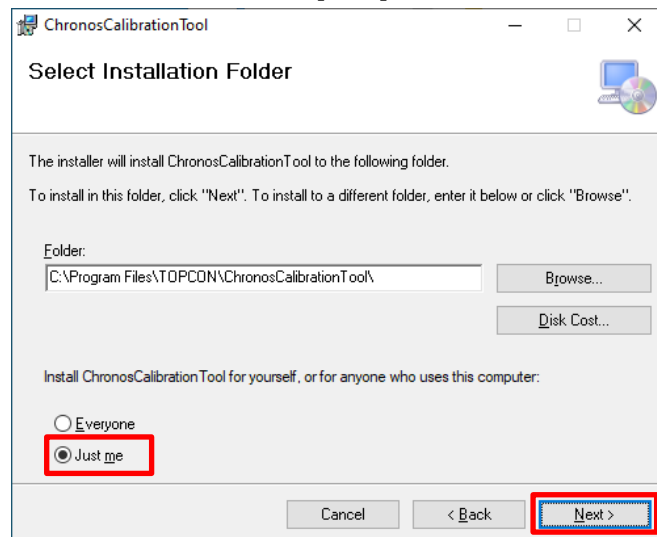 ChronosCalibrationTool
Select Installation Folder
The installer will install ChronosCalibrationTool to the following folder.
To install in this folder, click "Next". To install to a different folder, enter it below or click "Browse".
Folder:
C:\Program Files\TOPCON\ChronosCalibrationTool\
Browse...
Disk Cost...
Install ChronosCalibrationTool for yourself, or for anyone who uses this computer:
Everyone
Just me
Cancel
< Back
Next >